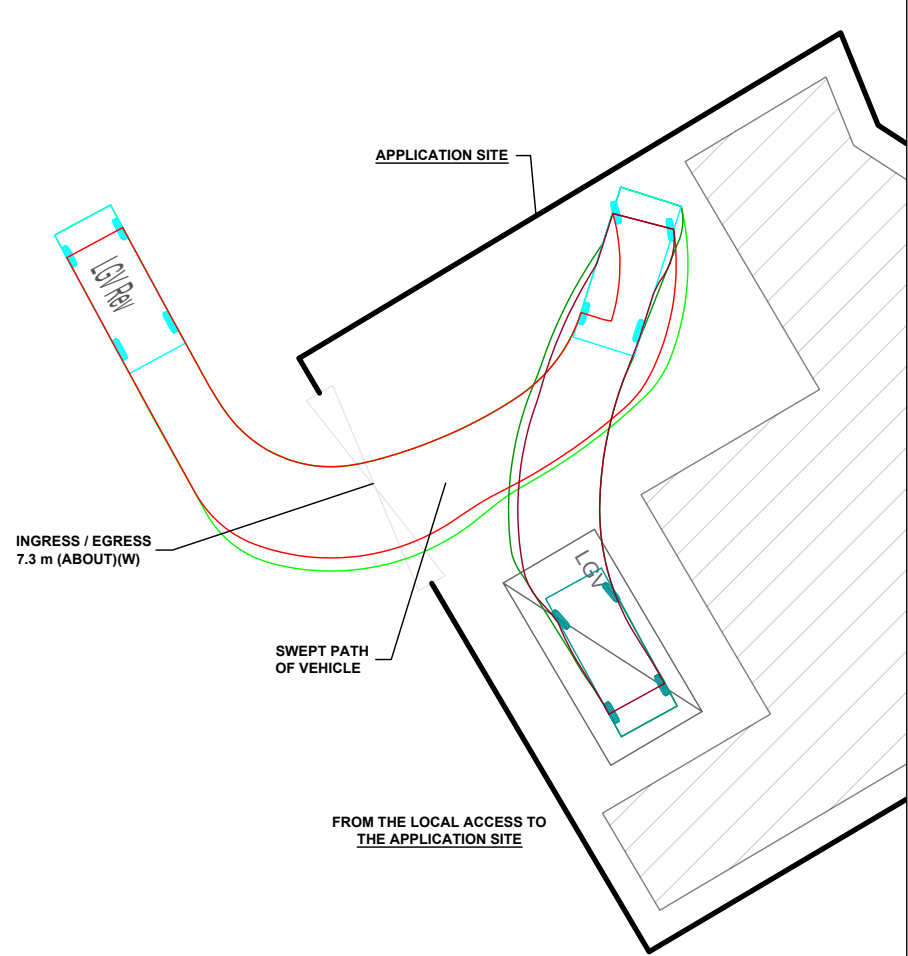 APPLICATION SITE
LGV Rev
INGRESS / EGRESS
7.3 m (ABOUT)(W)
LGV
SWEPT PATH
OF VEHICLE
FROM THE LOCAL ACCESS TO
THE APPLICATION SITE